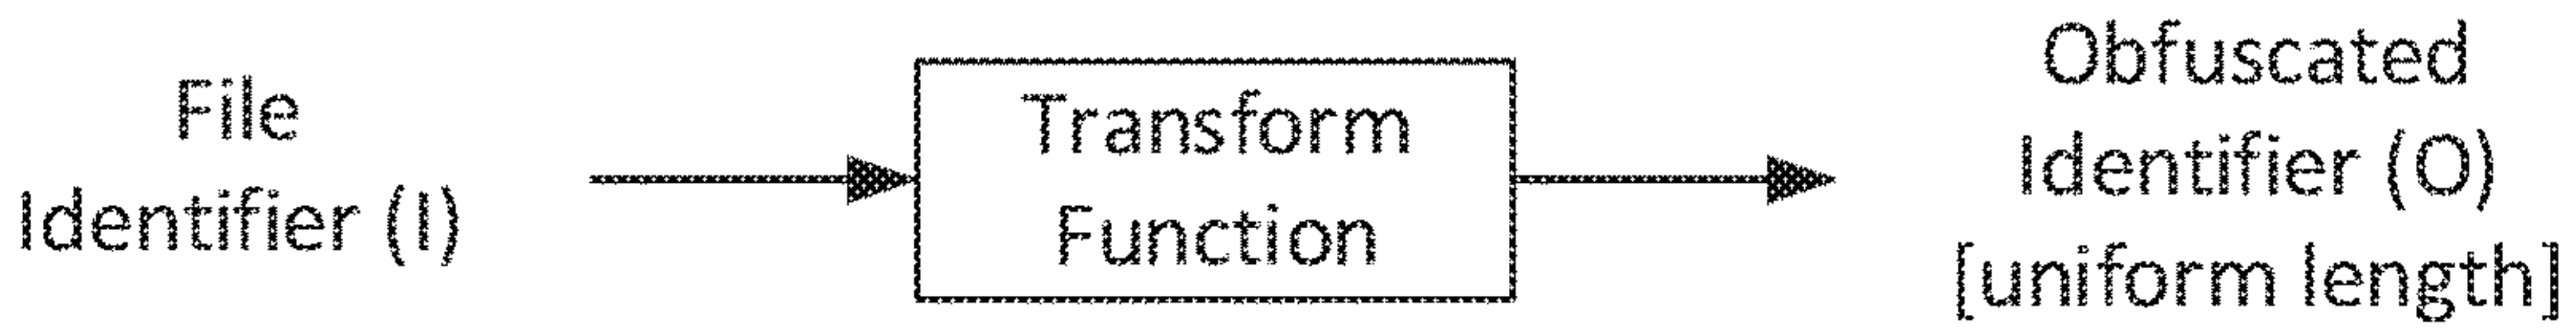 File
Identifier (I)
Transform
Function
Obfuscated
Identifier (O)
[uniform length]